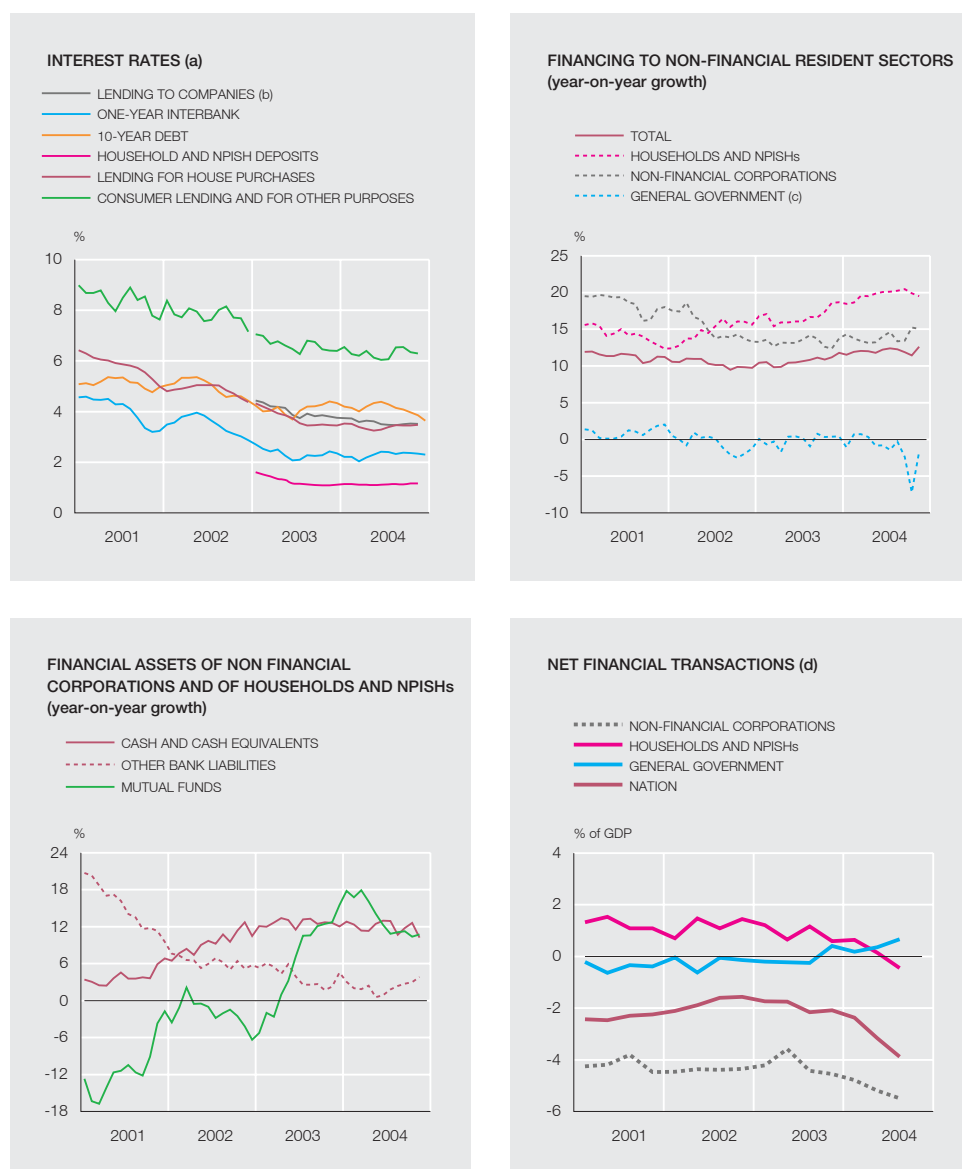 INTEREST RATES (a)
LENDING TO COMPANIES (b)
ONE-YEAR INTERBANK
10-YEAR DEBT
HOUSEHOLD AND NPISH DEPOSITS
LENDING FOR HOUSE PURCHASES
CONSUMER LENDING AND FOR OTHER PURPOSES
%
10
8
6
4
2
0
2001 2002 2003 2004
FINANCING TO NON-FINANCIAL RESIDENT SECTORS
(year-on-year growth)
TOTAL
HOUSEHOLDS AND NPISHs
NON-FINANCIAL CORPORATIONS
GENERAL GOVERNMENT (c)
%
25
20
15
10
5
0
-5
-10
2001 2002 2003 2004
FINANCIAL ASSETS OF NON FINANCIAL
CORPORATIONS AND OF HOUSEHOLDS AND NPISHs
(year-on-year growth)
CASH AND CASH EQUIVALENTS
OTHER BANK LIABILITIES
MUTUAL FUNDS
%
24
18
12
6
0
-6
-12
-18
2001 2002 2003 2004
NET FINANCIAL TRANSACTIONS (d)
NON-FINANCIAL CORPORATIONS
HOUSEHOLDS AND NPISHs
GENERAL GOVERNMENT
NATION
% of GDP
4
2
0
-2
-4
-6
2001 2002 2003 2004